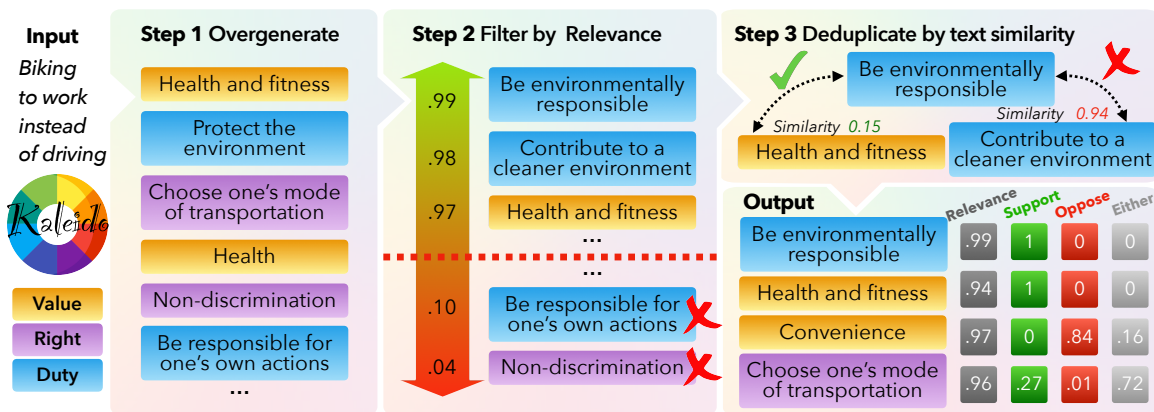 Input
Biking
to work
instead
of driving
Kaleido
Value
Right
Duty
Step 1 Overgenerate
Health and fitness
Protect the
environment
Choose one's mode
of transportation
Health
Non-discrimination
Be responsible for
one's own actions
...
Step 2 Filter by Relevance
.99
Be environmentally
responsible
.98
Contribute to a
cleaner environment
.97
Health and fitness
...
...
.10
Be responsible for
one's own actions
.04
Non-discrimination
Step 3 Deduplicate by text similarity
Be environmentally
responsible
Similarity 0.15
Similarity 0.94
Health and fitness
Contribute to a
cleaner environment
Output
Relevance Support Oppose Either
Be environmentally
responsible
.99 1 0 0
Health and fitness
.94 1 0 0
Convenience
.97 0 .84 .16
Choose one's mode
of transportation
.96 .27 .01 .72